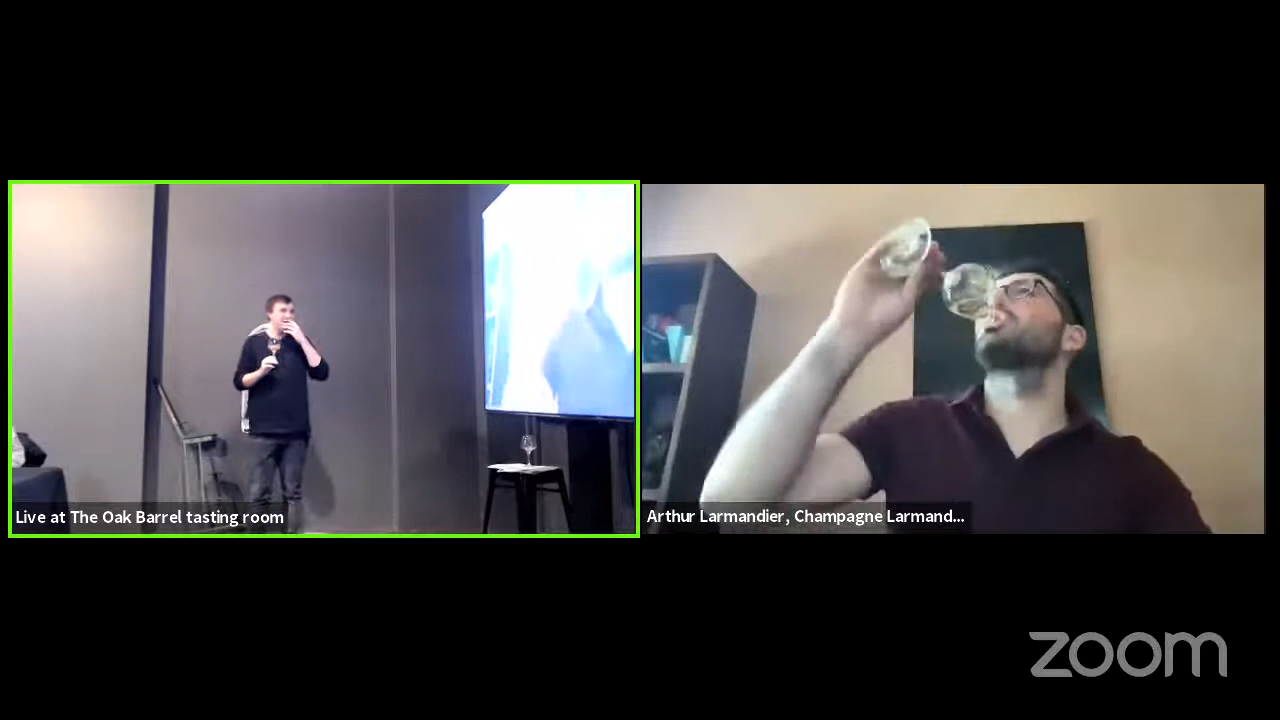 Live at The Oak Barrel tasting room
Arthur Larmandier, Champagne Larmand...
zoom